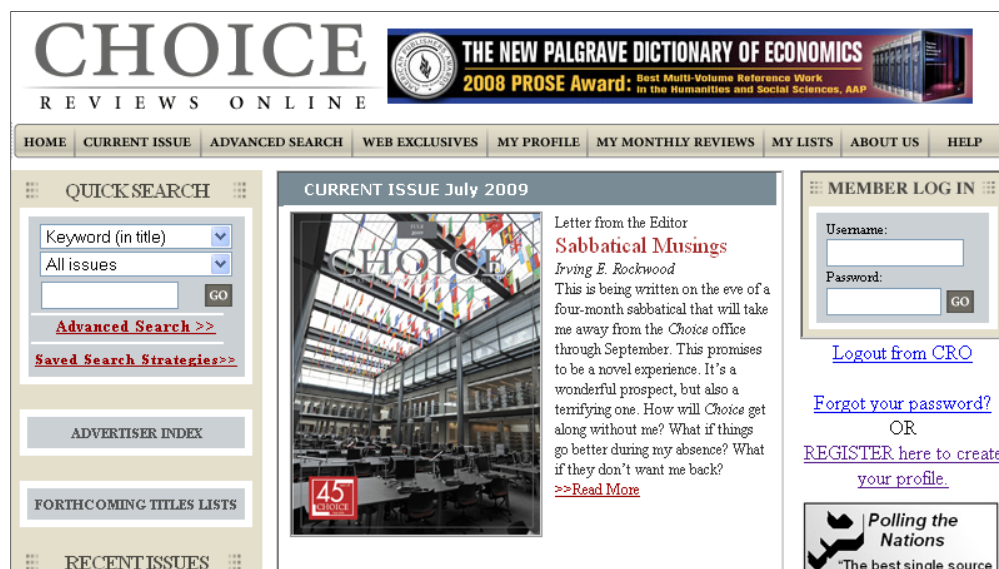 CHOICE
REVIEWS ONLINE
AMERICAN PUBLISHERS AWARDS
THE NEW PALGRAVE DICTIONARY OF ECONOMICS
2008 PROSE Award: Best Multi-Volume Reference Work
in the Humanities and Social Sciences, AAP
HOME CURRENT ISSUE ADVANCED SEARCH WEB EXCLUSIVES MY PROFILE MY MONTHLY REVIEWS MY LISTS ABOUT US HELP
QUICK SEARCH
Keyword (in title)
All issues
GO
Advanced Search >>
Saved Search Strategies>>
ADVERTISER INDEX
FORTHCOMING TITLES LISTS
RECENT ISSUES
CURRENT ISSUE July 2009
JULY
2009
CHOICE
45
CHOICE
Letter from the Editor
Sabbatical Musings
Irving E. Rockwood
This is being written on the eve of a
four-month sabbatical that will take
me away from the Choice office
through September. This promises
to be a novel experience. It's a
wonderful prospect, but also a
terrifying one. How will Choice get
along without me? What if things
go better during my absence? What
if they don't want me back?
>>Read More
MEMBER LOG IN
Username:
Password:
GO
Logout from CRO
Forgot your password?
OR
REGISTER here to create
your profile.
Polling the
Nations
"The best single source